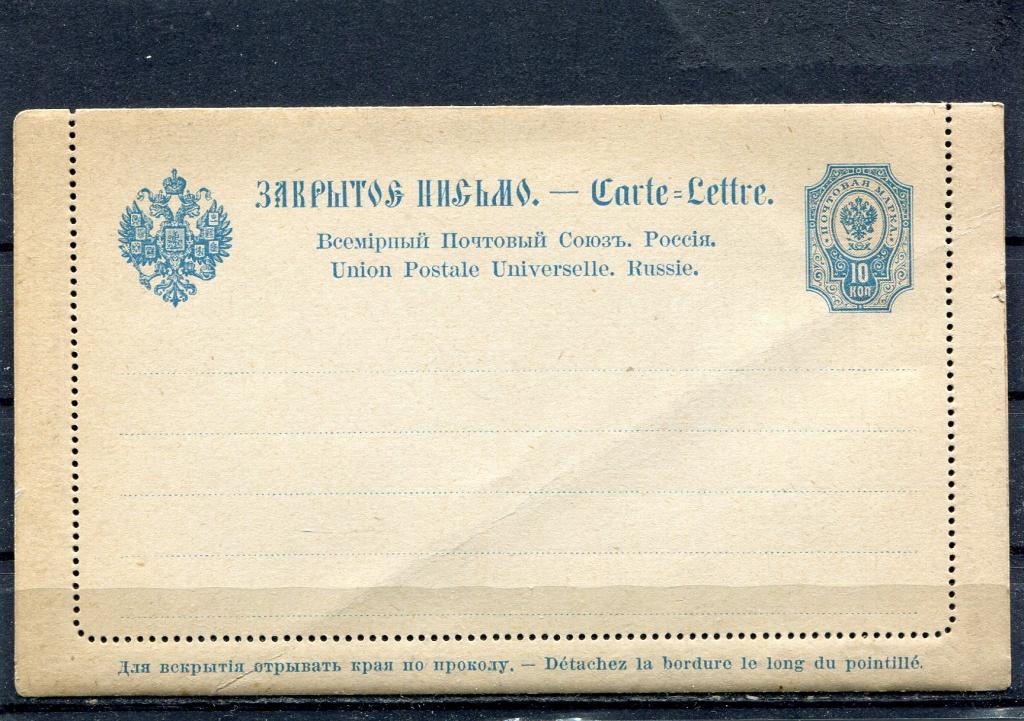 ЗАКРЫТОЕ ПИСЬМО. — Carte=Lettre.
Всемірный Почтовый Союзъ. Россія.
Union Postale Universelle. Russie.
ПОЧТОВАЯ МАРКА
10
КОП
Для вскрытія отрывать края по проколу. — Détachez la bordure le long du pointillé.